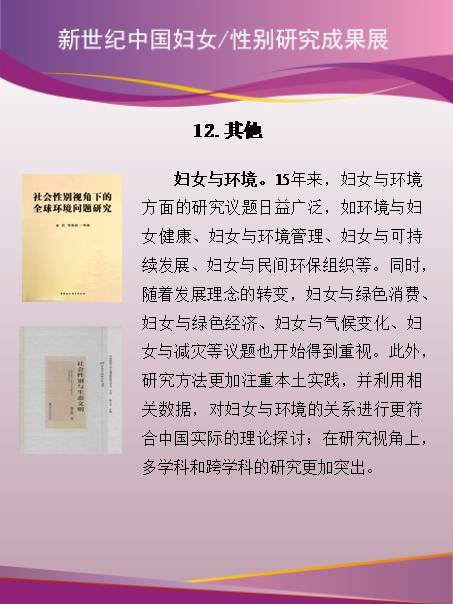 新世纪中国妇女/性别研究成果展
12. 其他
社会性别视角下的
全球环境问题研究
社会性别与生态文明
妇女与环境。15年来，妇女与环境
方面的研究议题日益广泛，如环境与妇
女健康、妇女与环境管理、妇女与可持
续发展、妇女与民间环保组织等。同时，
随着发展理念的转变，妇女与绿色消费、
妇女与绿色经济、妇女与气候变化、妇
女与减灾等议题也开始得到重视。此外，
研究方法更加注重本土实践，并利用相
关数据，对妇女与环境的关系进行更符
合中国实际的理论探讨；在研究视角上，
多学科和跨学科的研究更加突出。